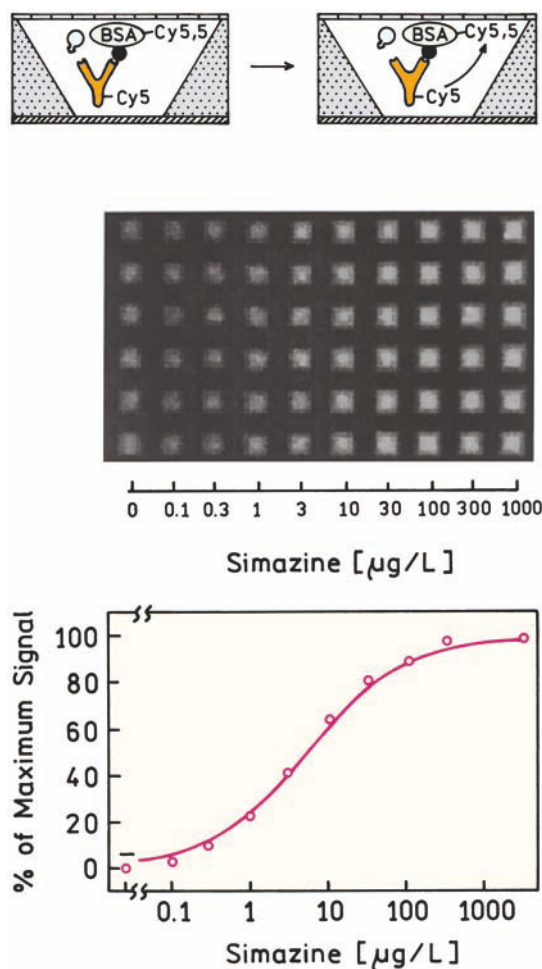 BSA Cy5,5
Cy5
BSA Cy5,5
Cy5
0 0.1 0.3 1 3 10 30 100 300 1000
Simazine [μg/L]
% of Maximum Signal
100
80
60
40
20
0
0.1 1 10 100 1000
Simazine [μg/L]